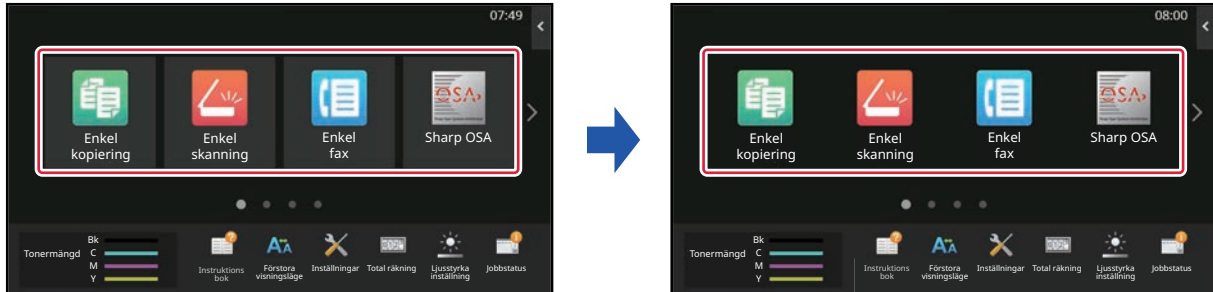 07:49
Enkel
kopiering
Enkel
skanning
Enkel
fax
OSA
Sharp OSA
Tonermängd
Bk
C
M
Y
Instruktions
bok
Förstora
visningsläge
Inställningar
Total räkning
Ljusstyrka
inställning
Jobbstatus
08:00
Enkel
kopiering
Enkel
skanning
Enkel
fax
OSA
Sharp OSA
Tonermängd
Bk
C
M
Y
Instruktions
bok
Förstora
visningsläge
Inställningar
Total räkning
Ljusstyrka
inställning
Jobbstatus